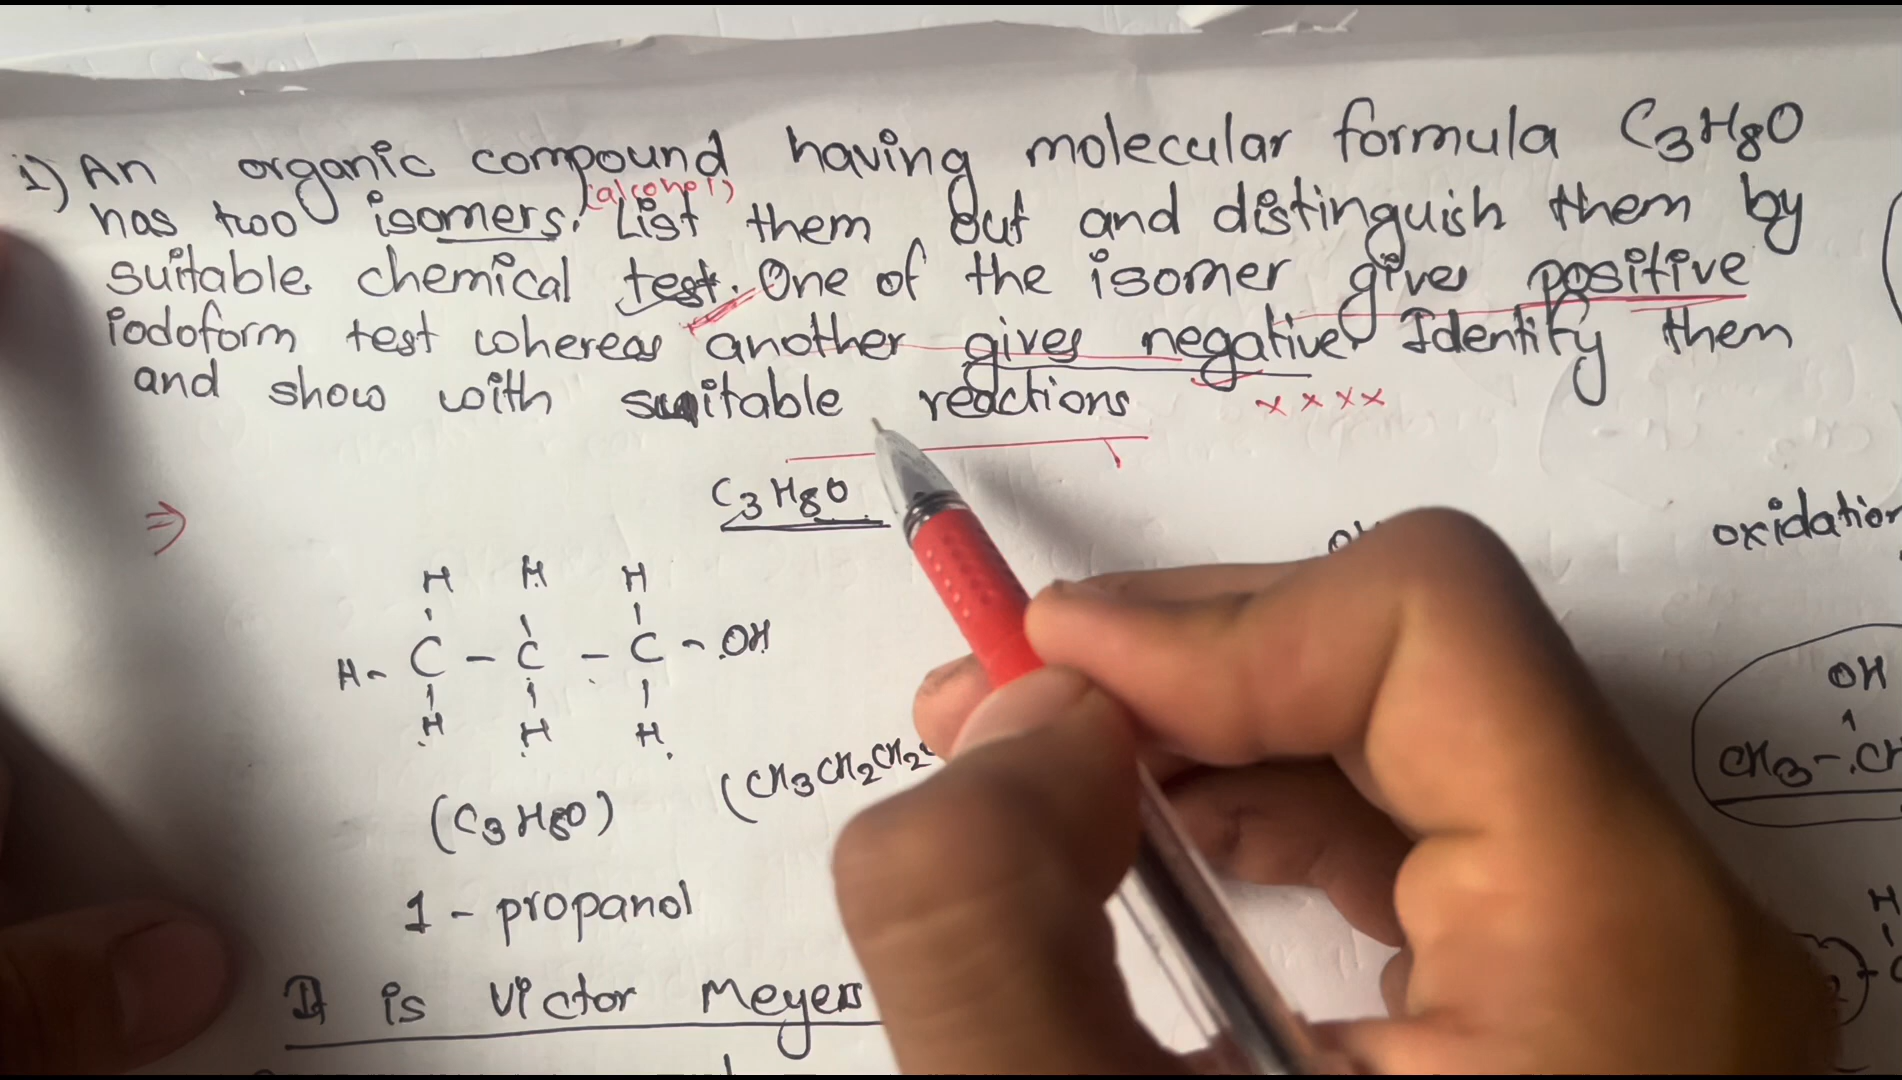 1) An organic compound having molecular formula C3H8O
(alcohol)
has two isomers. List them out and distinguish them by
suitable chemical test. One of the isomer gives positive
iodoform test whereas another gives negative. Identify them
and show with suitable reactions
x x x x
⇒
C3H8O
oxidation
H H H
H - C - C - C - OH
H H H
OH
CH3 - CH
(CH3CH2CH2
(C3H8O)
H
1 - propanol
It is Victor Meyers